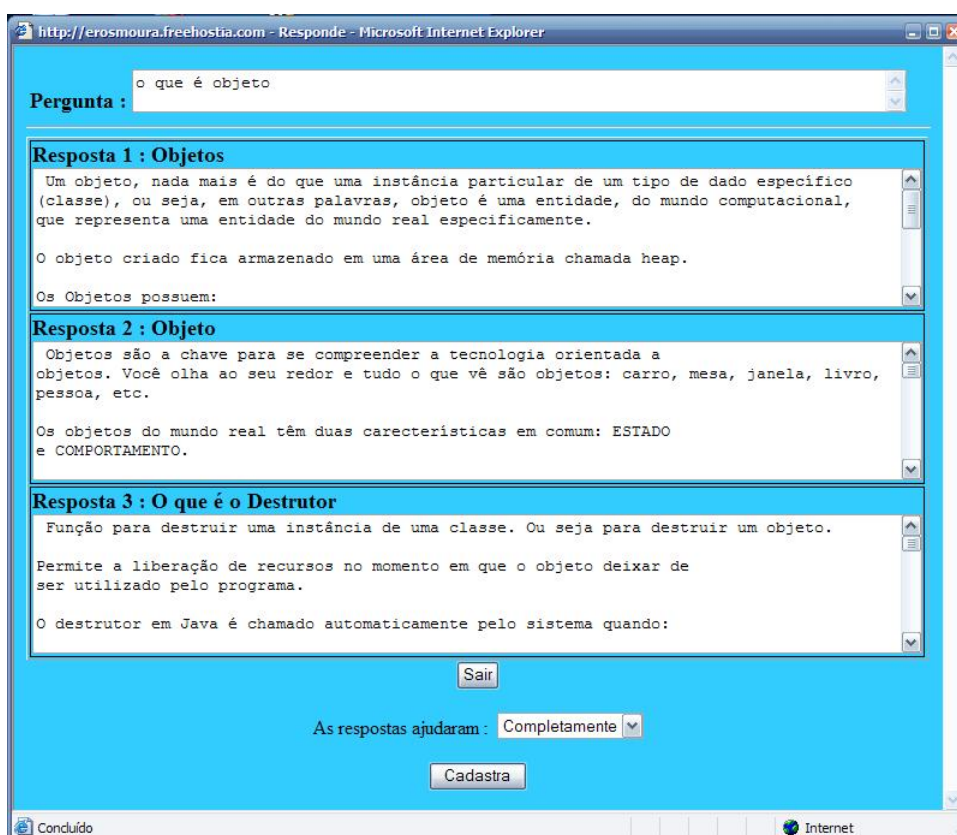 http://erosmoura.freehostia.com - Responde - Microsoft Internet Explorer
Pergunta :
o que é objeto
Resposta 1 : Objetos
Um objeto, nada mais é do que uma instância particular de um tipo de dado específico
(classe), ou seja, em outras palavras, objeto é uma entidade, do mundo computacional,
que representa uma entidade do mundo real especificamente.
O objeto criado fica armazenado em uma área de memória chamada heap.
Os Objetos possuem:
Resposta 2 : Objeto
Objetos são a chave para se compreender a tecnologia orientada a
objetos. Você olha ao seu redor e tudo o que vê são objetos: carro, mesa, janela, livro,
pessoa, etc.
Os objetos do mundo real têm duas carecterísticas em comum: ESTADO
e COMPORTAMENTO.
Resposta 3 : O que é o Destrutor
Função para destruir uma instância de uma classe. Ou seja para destruir um objeto.
Permite a liberação de recursos no momento em que o objeto deixar de
ser utilizado pelo programa.
O destrutor em Java é chamado automaticamente pelo sistema quando:
Sair
As respostas ajudaram : Completamente
Cadastra
Concluído
Internet